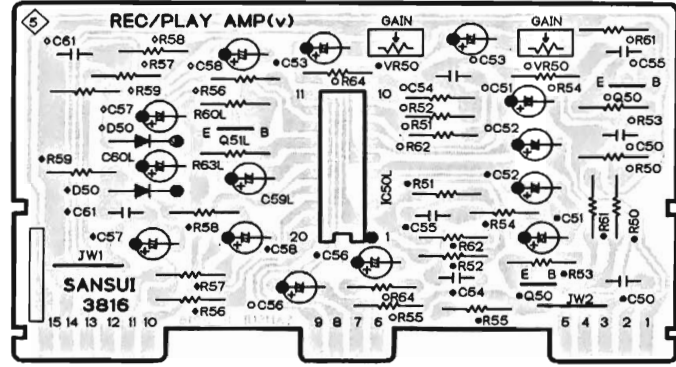 5 REC/PLAY AMP(v) GAIN GAIN
◇C61 ◇R58 ◇C58 ◆C53 ●VR50 ○C53 ○VR50 ○R61
◇R57 ○R64 ○C55
◇R59 ◇R56 11 10 ○C54 ○C51 ○R54 E B
◇C57 R60L ○R52 ○Q50
◇D50 E B ○R51 ○C52 ○R53
Q51L
R63L ○R62 ○C50
◆R59 C60L ○R50
◆D50 C59L IC50L ●R51 ●C52
◆C61 ◆R58 ●C55 ●R54 ●C51 ●R61 ●R50
◆C57 20 1
◆C58 ●C56 ●R62
JW1 ●R52 E B ●R53
SANSUI ◆R57 ●Q50
3816 ◆R56 ○C56 ○R64 ●C54 JW2 ●C50
○R55 ●R55
15 14 13 12 11 10 9 8 7 6 5 4 3 2 1